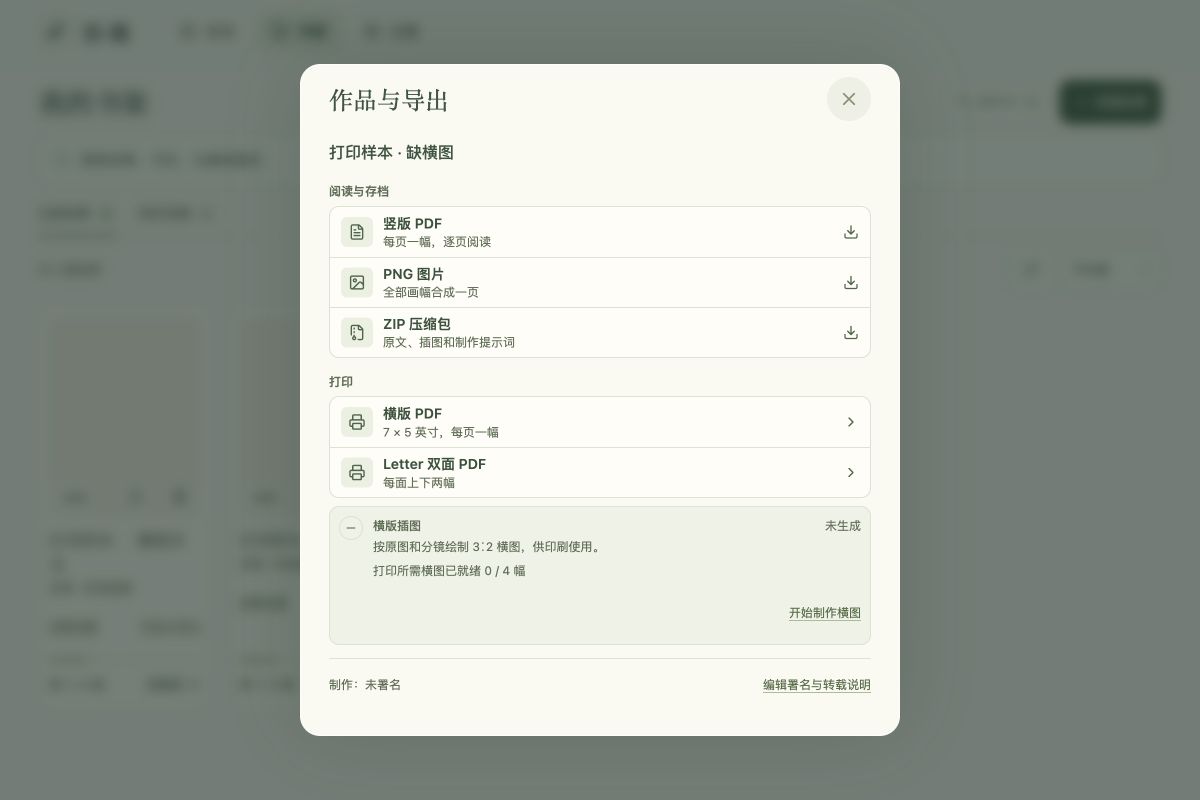 作品与导出
打印样本 · 缺横图
阅读与存档
竖版 PDF
每页一幅，逐页阅读
PNG 图片
全部画幅合成一页
ZIP 压缩包
原文、插图和制作提示词
打印
横版 PDF
7 × 5 英寸，每页一幅
Letter 双面 PDF
每面上下两幅
横版插图
未生成
按原图和分镜绘制 3:2 横图，供印刷使用。
打印所需横图已就绪 0 / 4 幅
开始制作横图
制作：未署名
编辑署名与转载说明